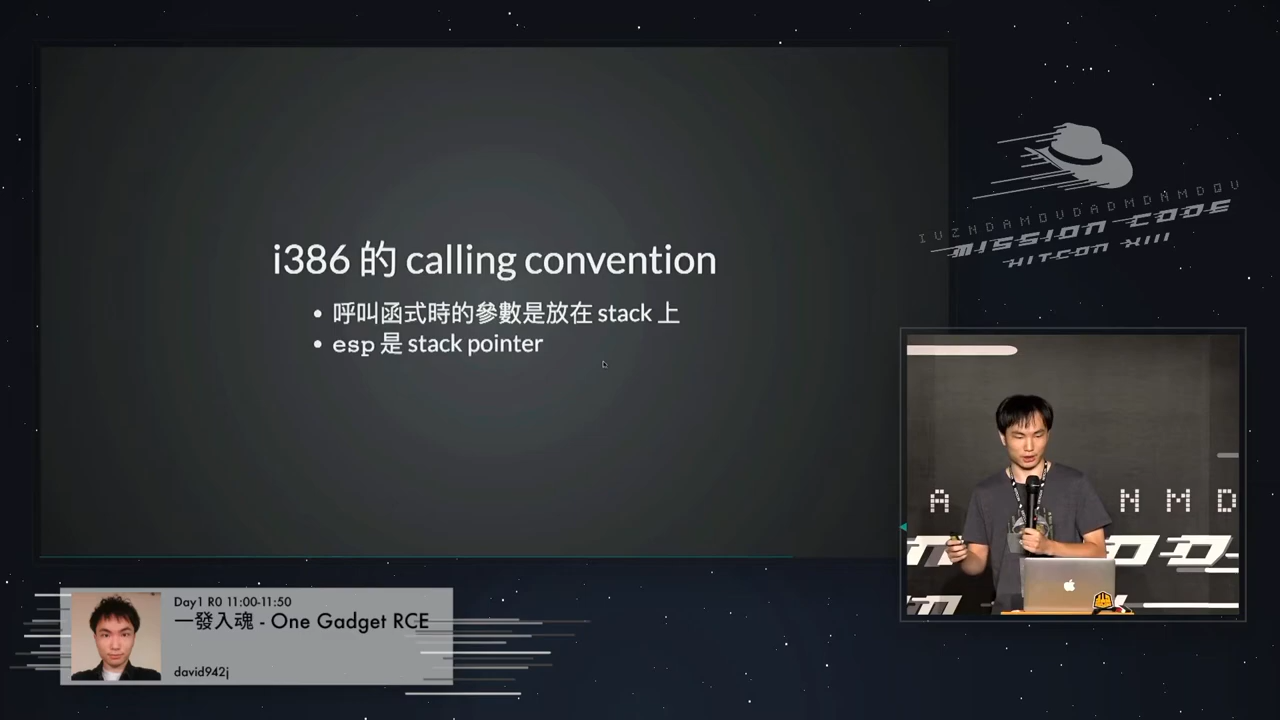 i386 的 calling convention
呼叫函式時的參數是放在 stack 上
esp 是 stack pointer
IVZNDAMOVDADMDNMDQV
MISSION CODE
HITCON XIII
A NMD
Day1 R0 11:00-11:50
一發入魂 - One Gadget RCE
david942j